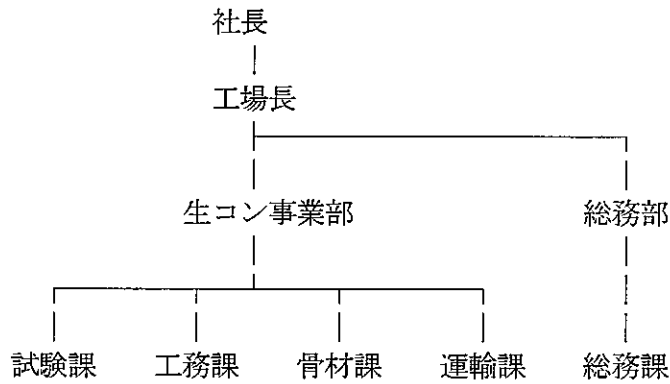 社長
工場長
生コン事業部 総務部
試験課 工務課 骨材課 運輸課 総務課